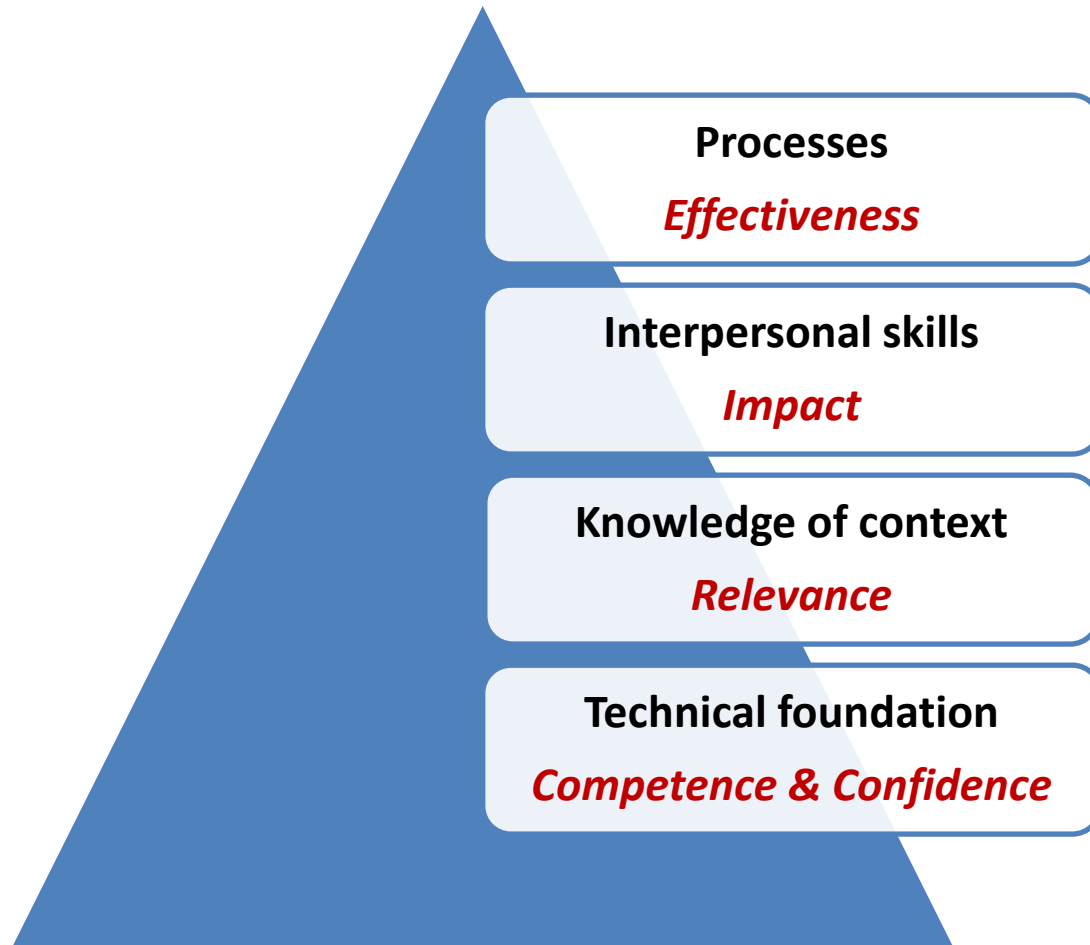 Processes
Effectiveness
Interpersonal skills
Impact
Knowledge of context
Relevance
Technical foundation
Competence & Confidence